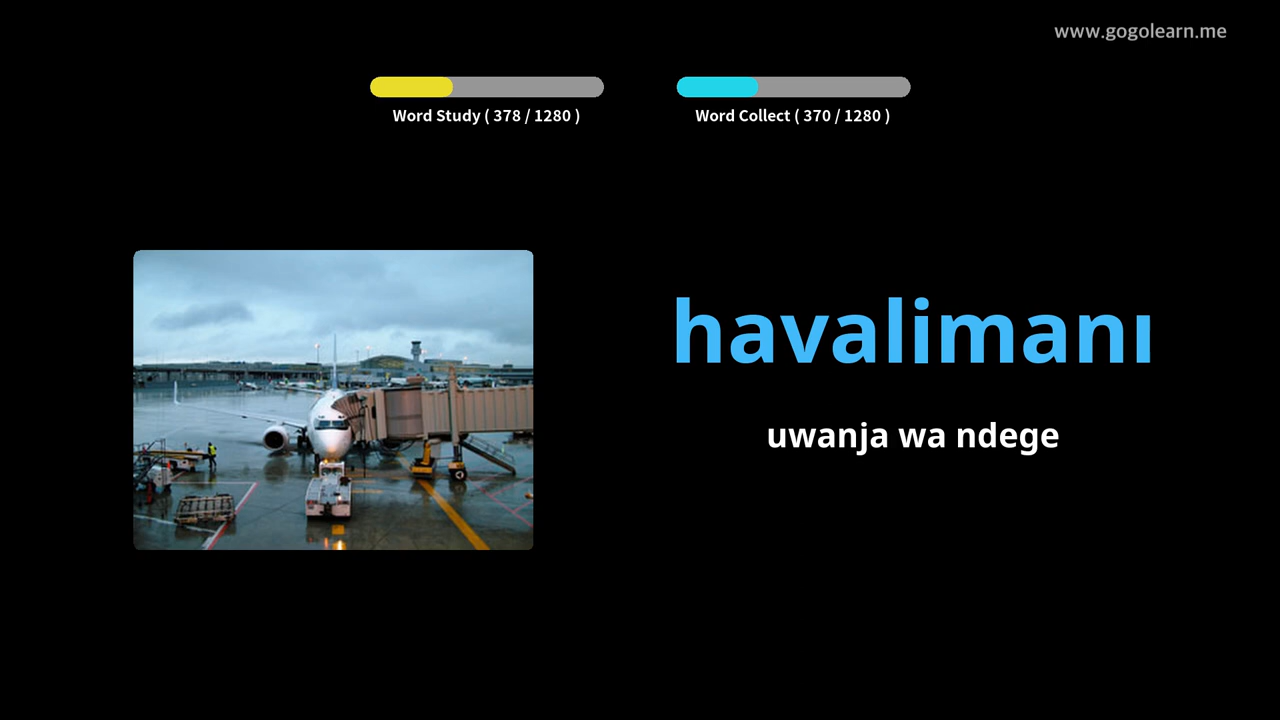 www.gogolearn.me
Word Study ( 378 / 1280 )
Word Collect ( 370 / 1280 )
havalimanı
uwanja wa ndege